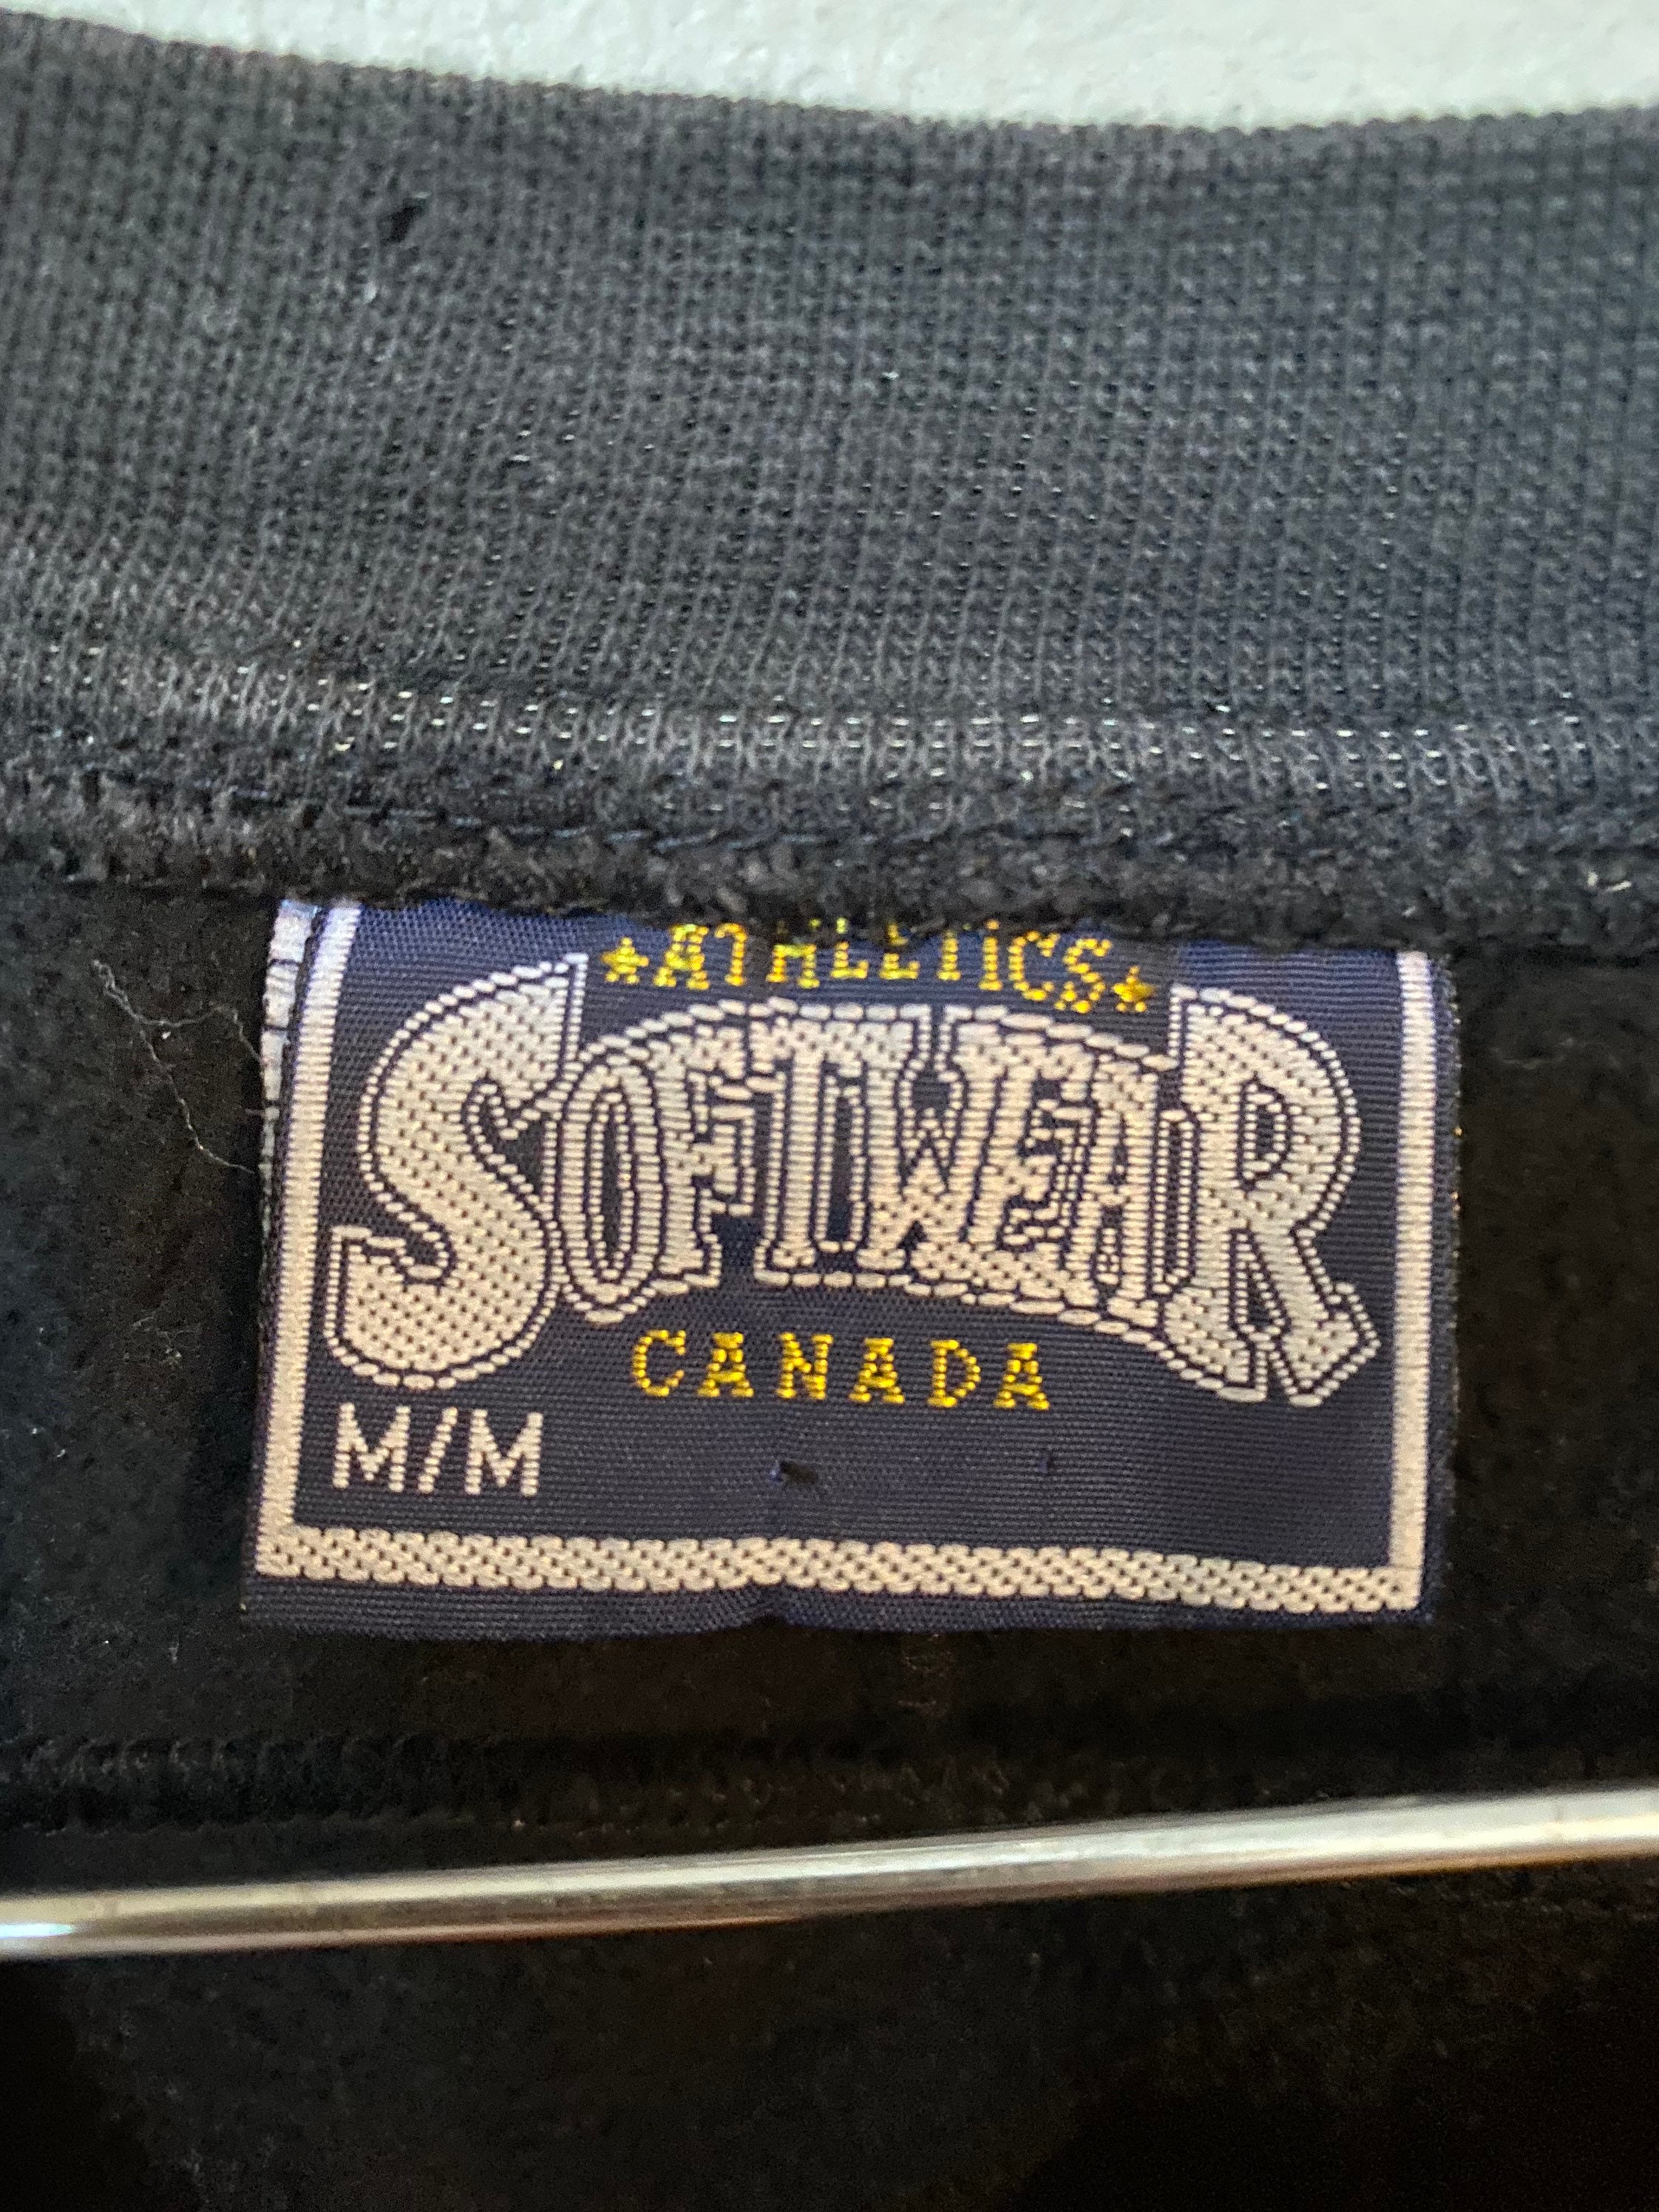 ★ATHLETICS★
SOFTWEAR
CANADA
M/M